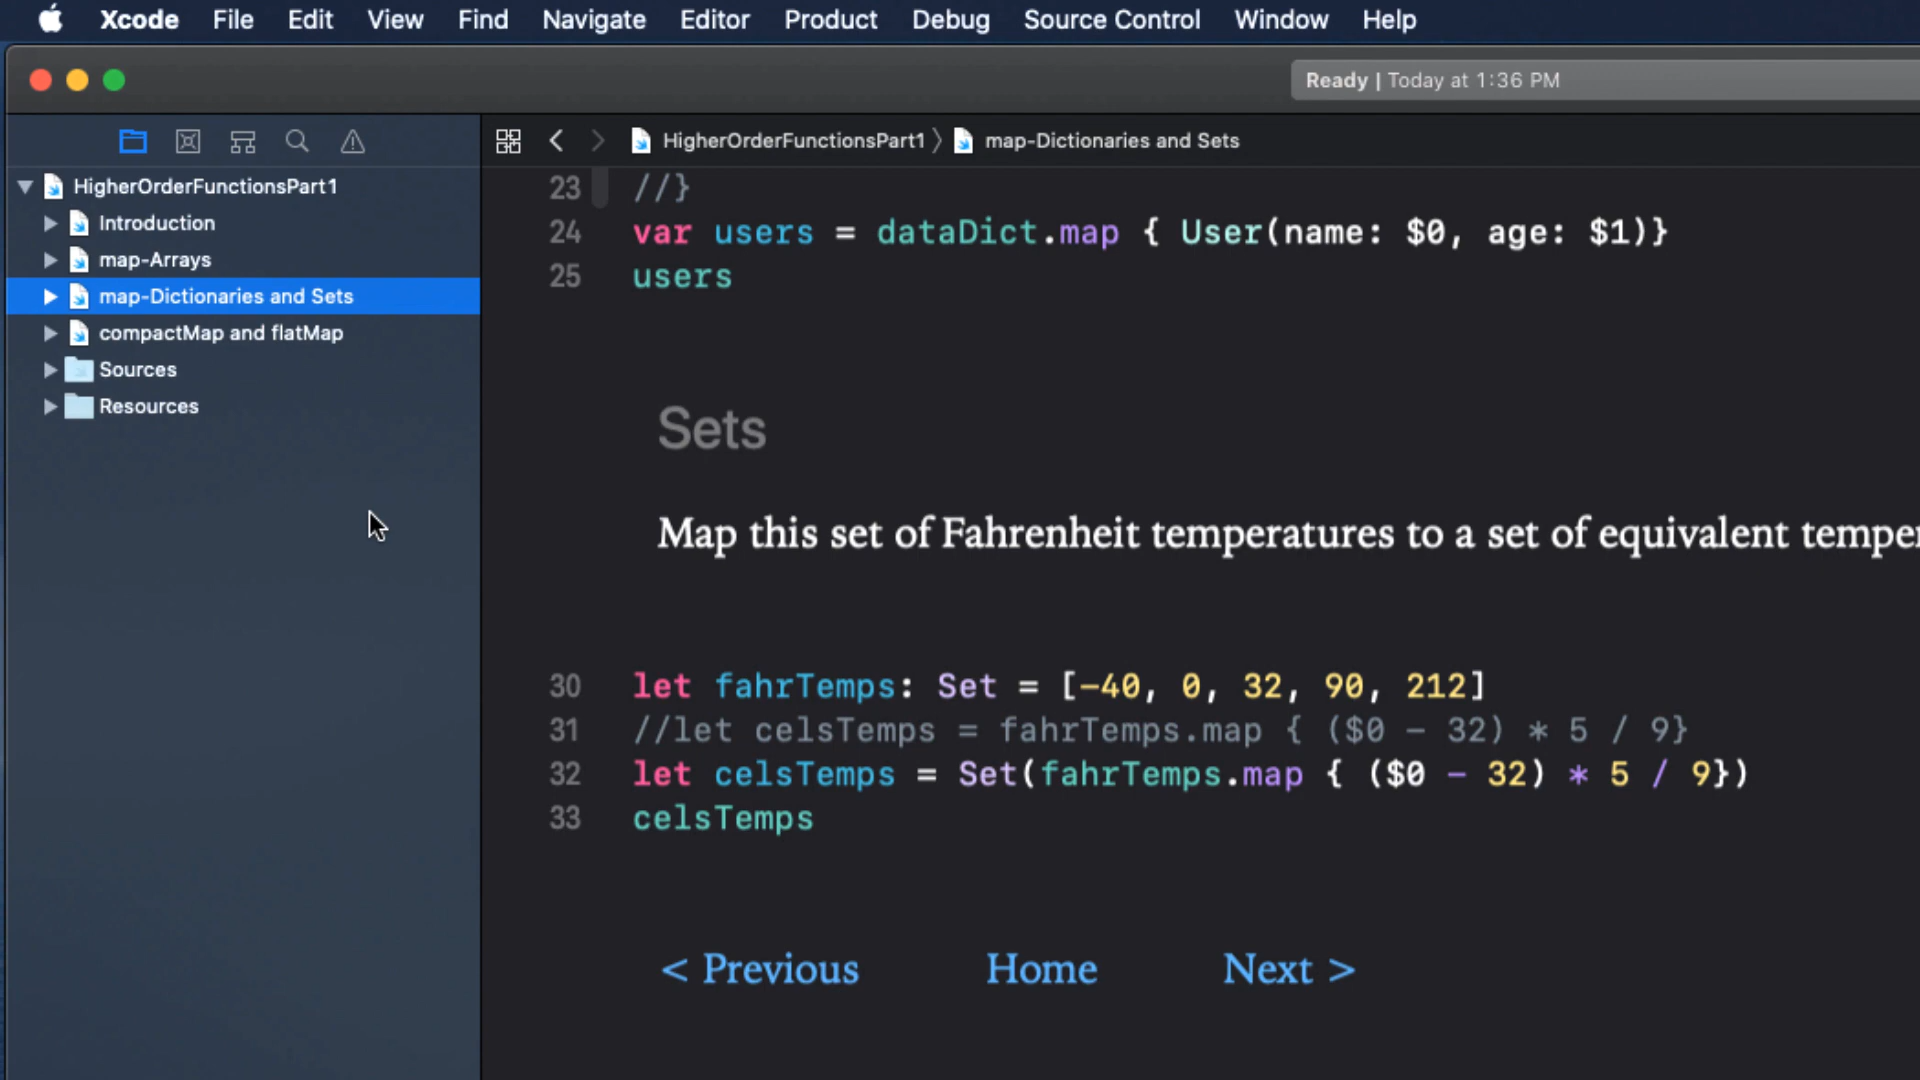 Xcode File Edit View Find Navigate Editor Product Debug Source Control Window Help
Ready | Today at 1:36 PM
HigherOrderFunctionsPart1 〉 map-Dictionaries and Sets
HigherOrderFunctionsPart1
Introduction
map-Arrays
map-Dictionaries and Sets
compactMap and flatMap
Sources
Resources
23 //}
24 var users = dataDict.map { User(name: $0, age: $1)}
25 users
Sets
Map this set of Fahrenheit temperatures to a set of equivalent temper
30 let fahrTemps: Set = [-40, 0, 32, 90, 212]
31 //let celsTemps = fahrTemps.map { ($0 - 32) * 5 / 9}
32 let celsTemps = Set(fahrTemps.map { ($0 - 32) * 5 / 9})
33 celsTemps
< Previous Home Next >